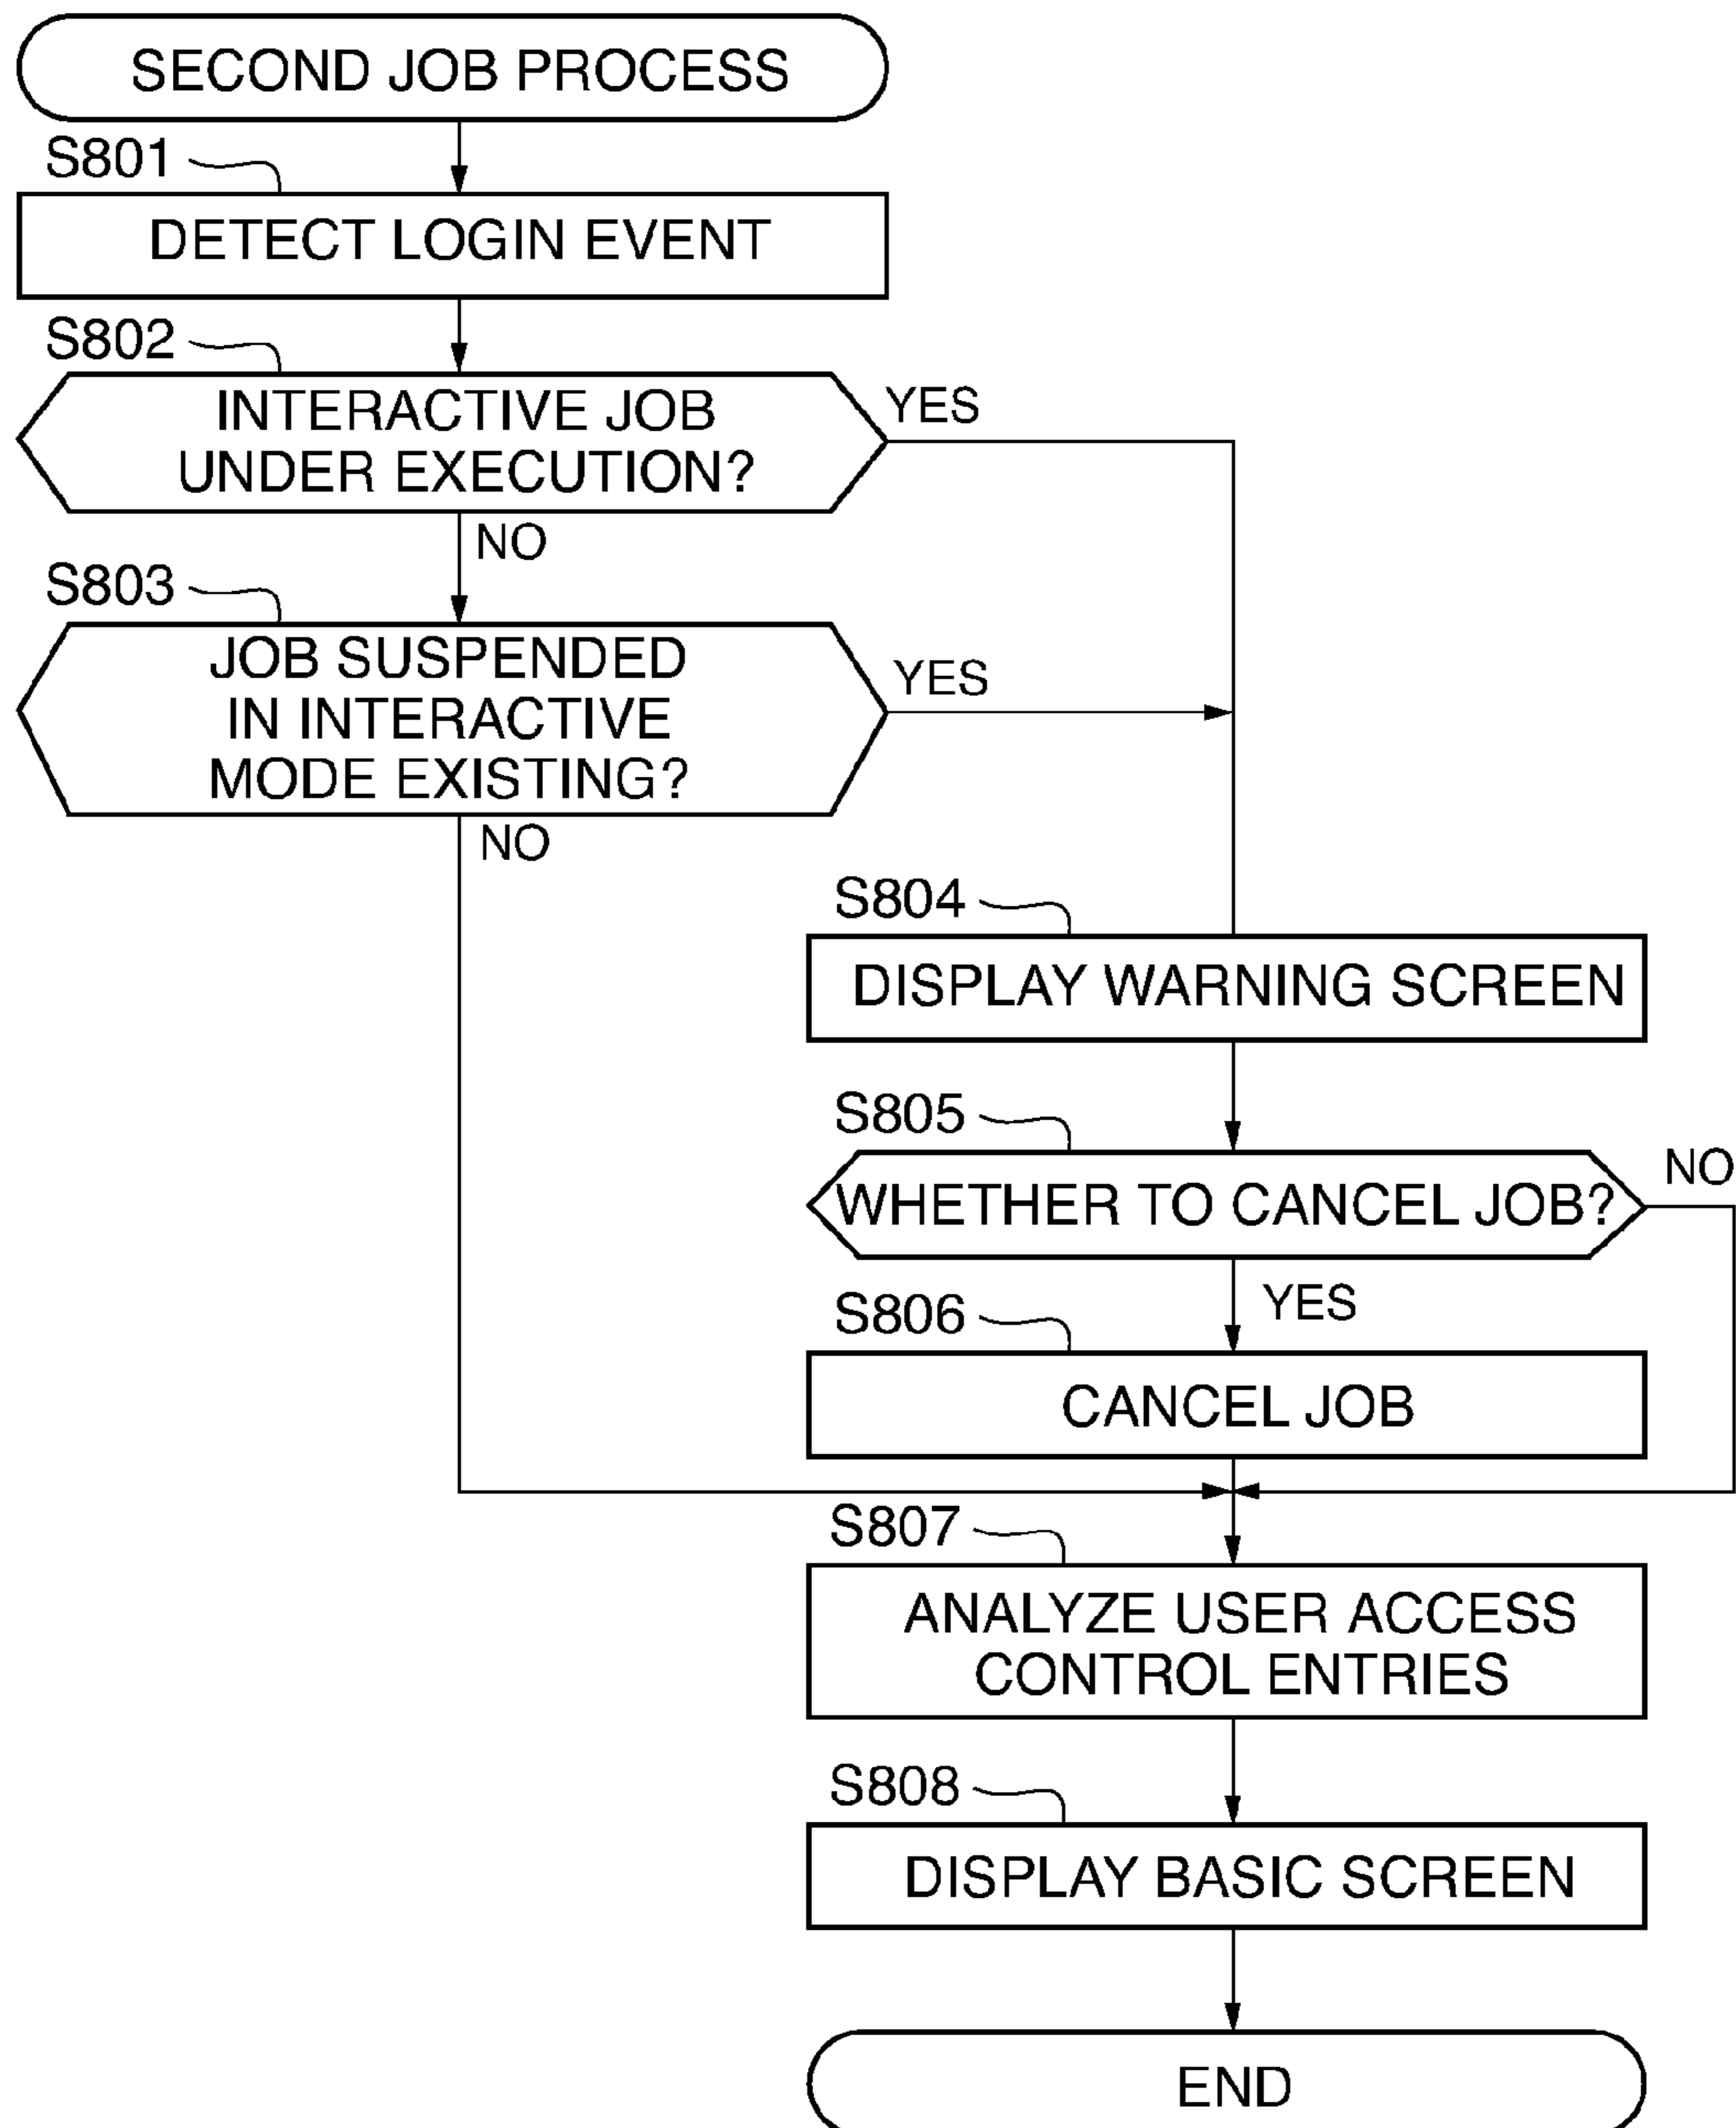 SECOND JOB PROCESS
S801
DETECT LOGIN EVENT
S802
INTERACTIVE JOB
UNDER EXECUTION?
YES
NO
S803
JOB SUSPENDED
IN INTERACTIVE
MODE EXISTING?
YES
NO
S804
DISPLAY WARNING SCREEN
S805
WHETHER TO CANCEL JOB?
NO
YES
S806
CANCEL JOB
S807
ANALYZE USER ACCESS
CONTROL ENTRIES
S808
DISPLAY BASIC SCREEN
END